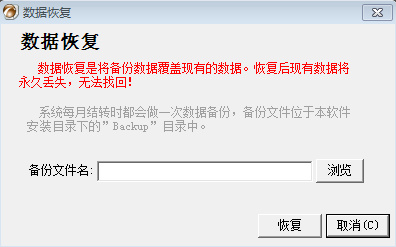 数据恢复
数据恢复
数据恢复是将备份数据覆盖现有的数据。恢复后现有数据将
永久丢失，无法找回！
系统每月结转时都会做一次数据备份，备份文件位于本软件
安装目录下的”Backup”目录中。
备份文件名: 浏览
恢复 取消(C)